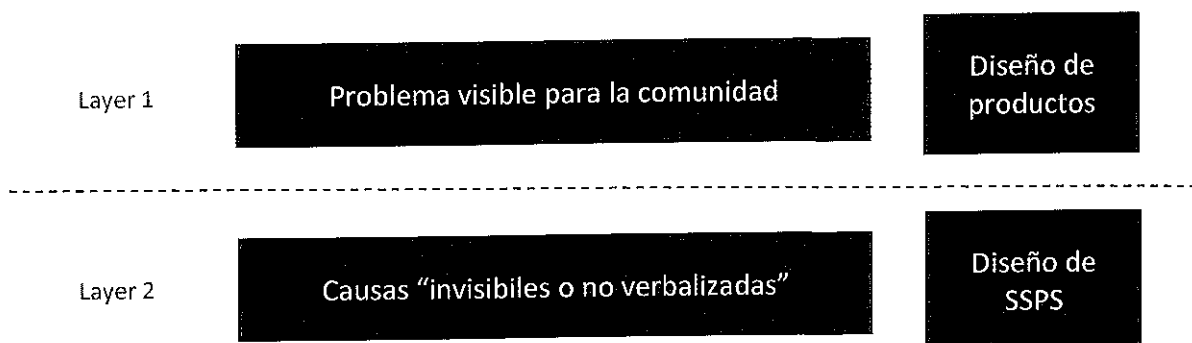 Layer 1
Problema visible para la comunidad
Diseño de
productos
Layer 2
Causas “invisibiles o no verbalizadas”
Diseño de
SSPS